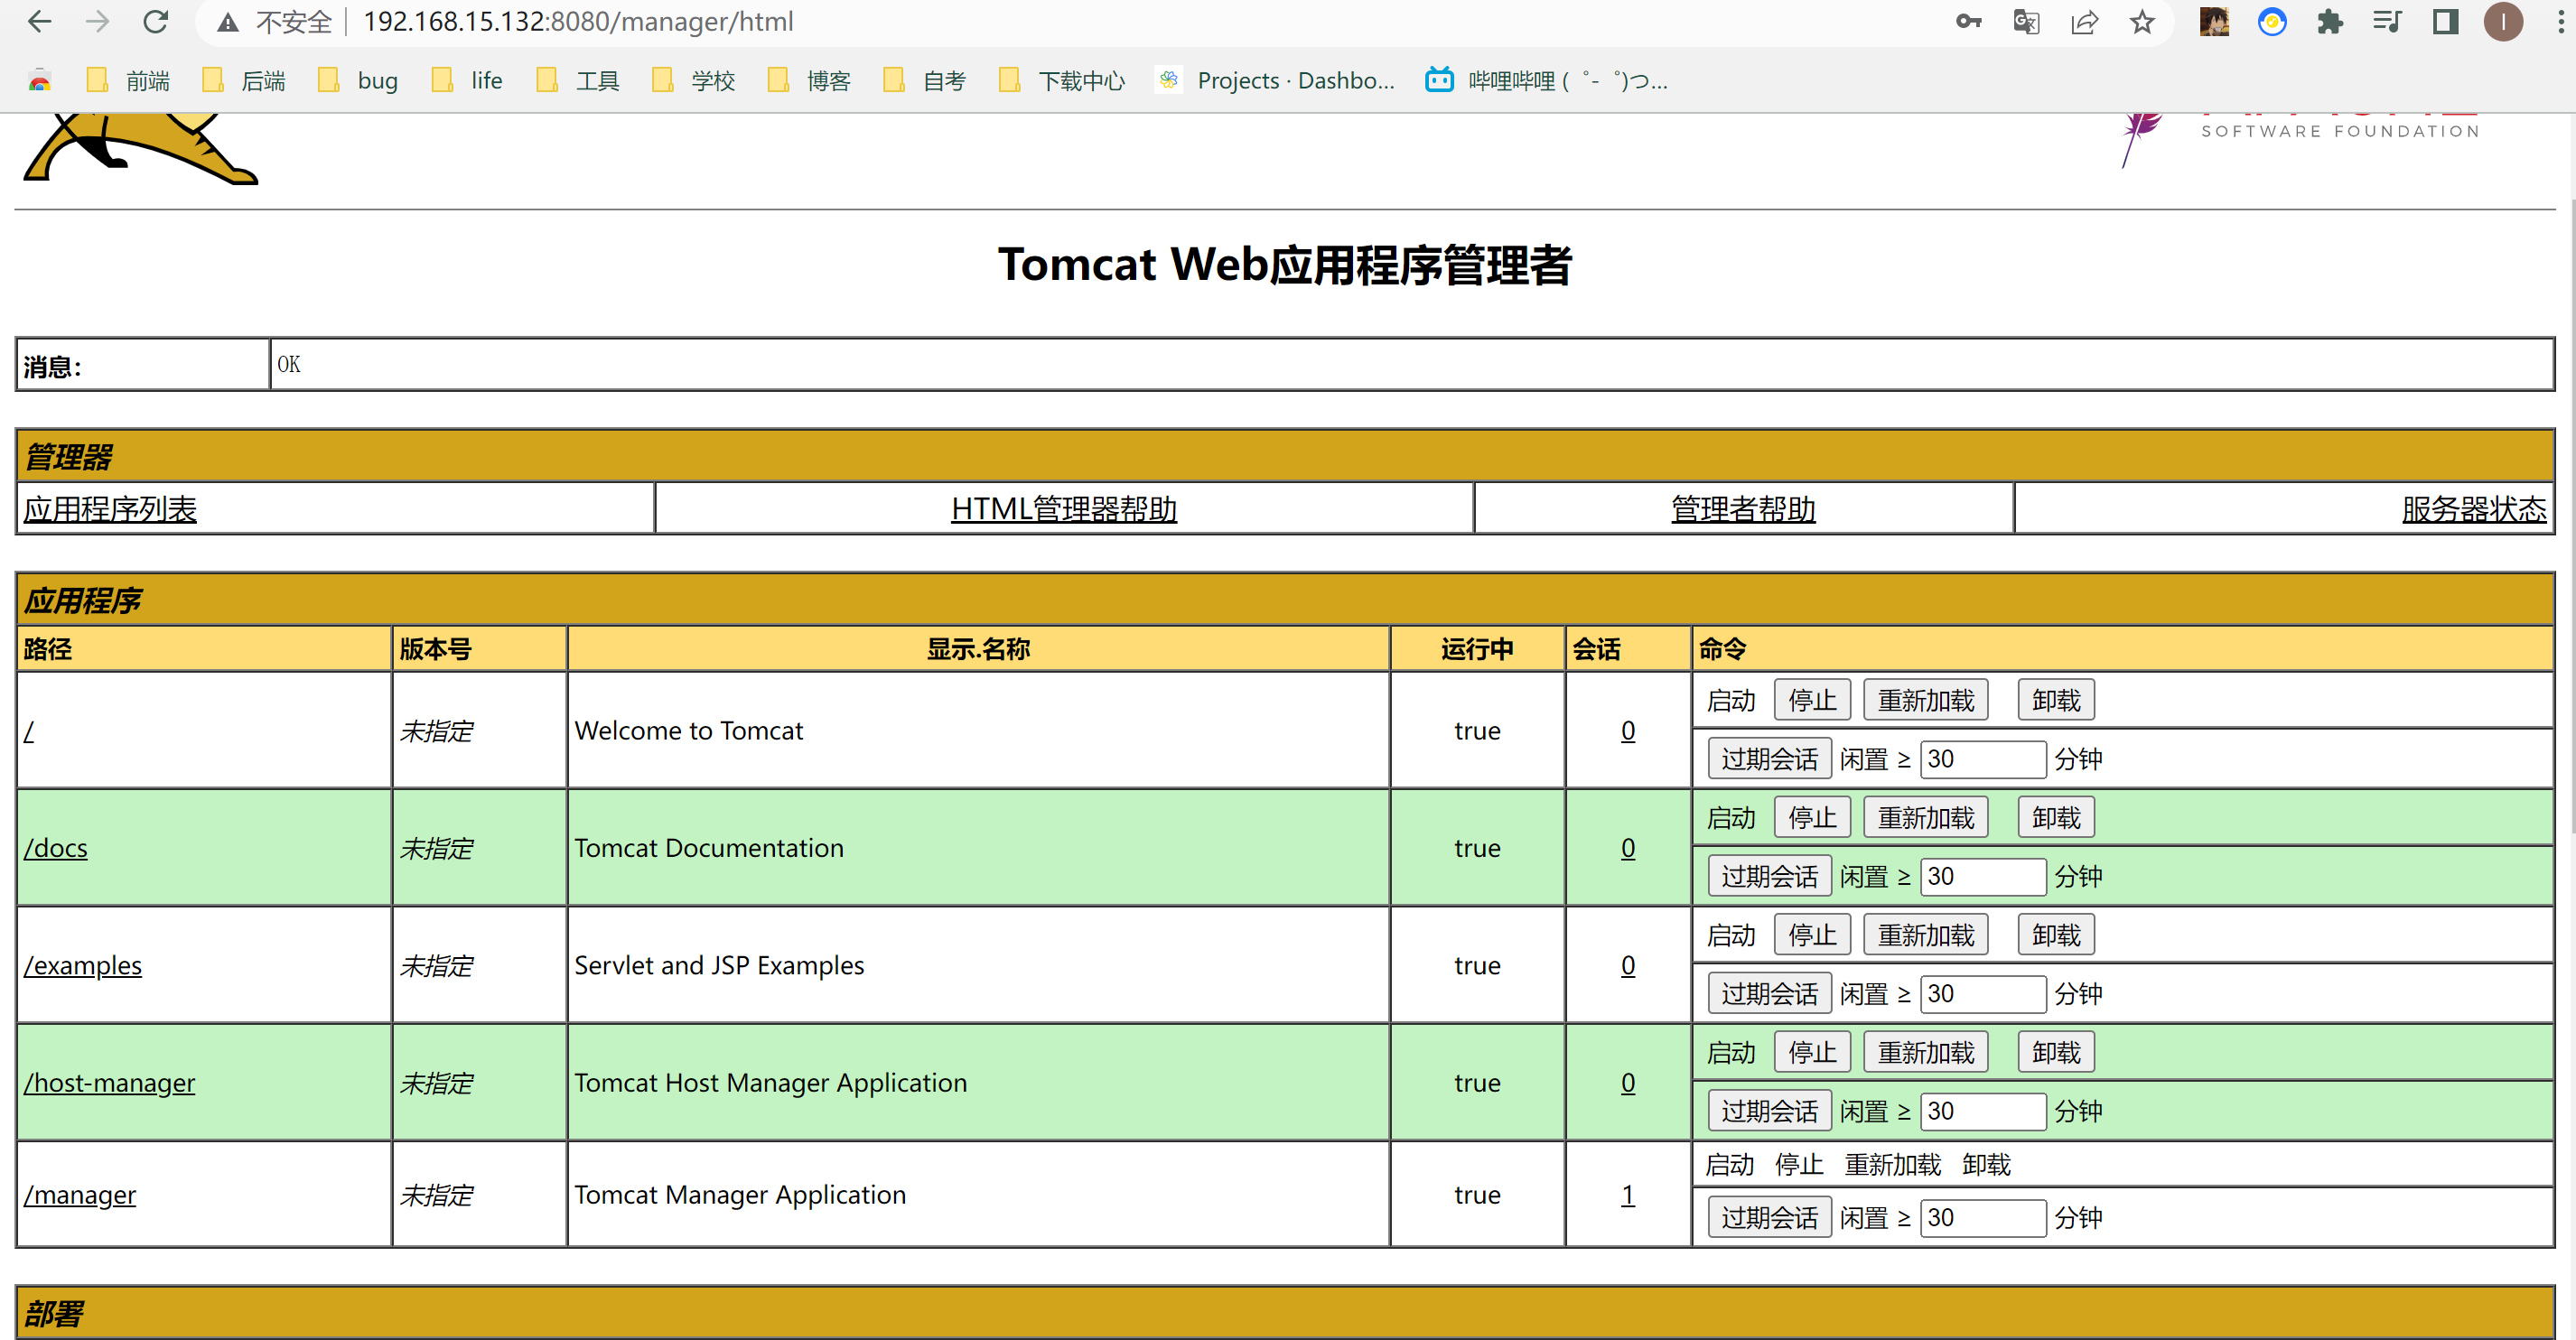 不安全 192.168.15.132:8080/manager/html
前端 后端 bug life 工具 学校 博客 自考 下载中心 Projects · Dashbo... 哔哩哔哩 ( ゜- ゜)つ...
SOFTWARE FOUNDATION
Tomcat Web应用程序管理者
消息: OK
管理器
应用程序列表 HTML管理器帮助 管理者帮助 服务器状态
应用程序
路径 版本号 显示.名称 运行中 会话 命令
/ 未指定 Welcome to Tomcat true 0 启动 停止 重新加载 卸载
过期会话 闲置 ≥ 30 分钟
/docs 未指定 Tomcat Documentation true 0 启动 停止 重新加载 卸载
过期会话 闲置 ≥ 30 分钟
/examples 未指定 Servlet and JSP Examples true 0 启动 停止 重新加载 卸载
过期会话 闲置 ≥ 30 分钟
/host-manager 未指定 Tomcat Host Manager Application true 0 启动 停止 重新加载 卸载
过期会话 闲置 ≥ 30 分钟
/manager 未指定 Tomcat Manager Application true 1 启动 停止 重新加载 卸载
过期会话 闲置 ≥ 30 分钟
部署